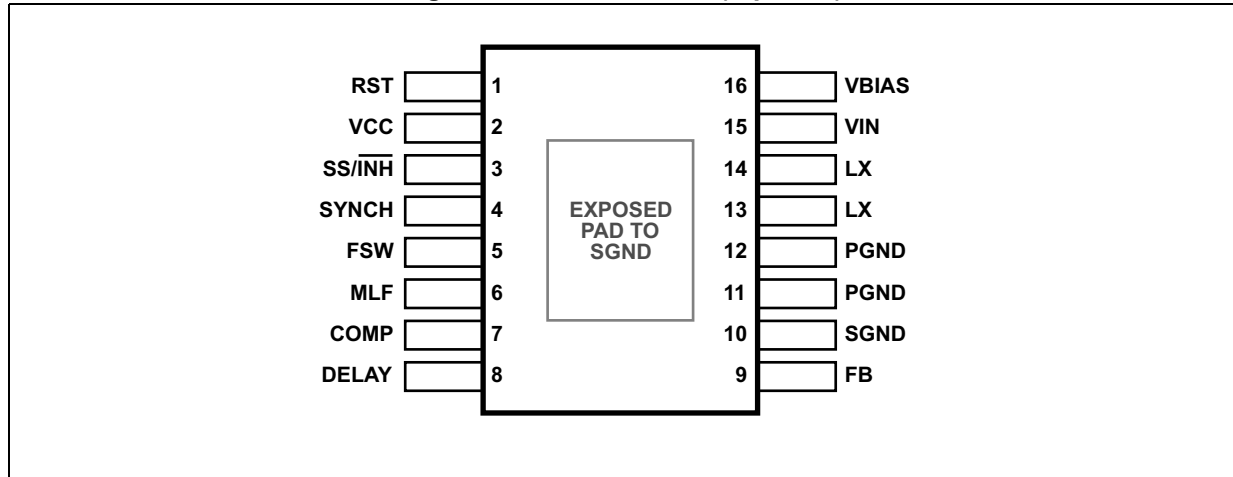 RST 1 16 VBIAS
VCC 2 15 VIN
SS/I̅N̅H̅ 3 14 LX
SYNCH 4 13 LX
FSW 5 12 PGND
MLF 6 11 PGND
COMP 7 10 SGND
DELAY 8 9 FB
EXPOSED
PAD TO
SGND